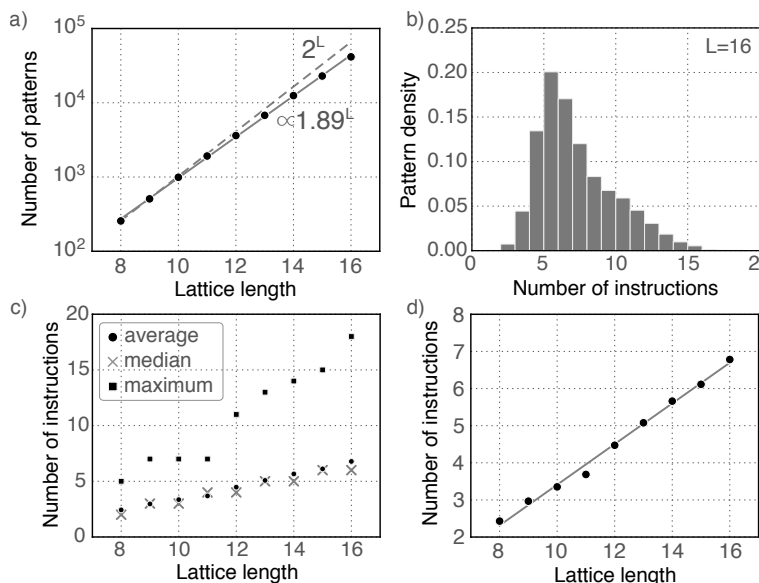 a)
10^5
10^4
10^3
10^2
Number of patterns
2^L
∝1.89^L
8 10 12 14 16
Lattice length
b)
L=16
0.25
0.20
0.15
0.10
0.05
0.00
Pattern density
0 5 10 15 20
Number of instructions
c)
20
15
10
5
0
Number of instructions
average
median
maximum
8 10 12 14 16
Lattice length
d)
8
7
6
5
4
3
2
Number of instructions
8 10 12 14 16
Lattice length